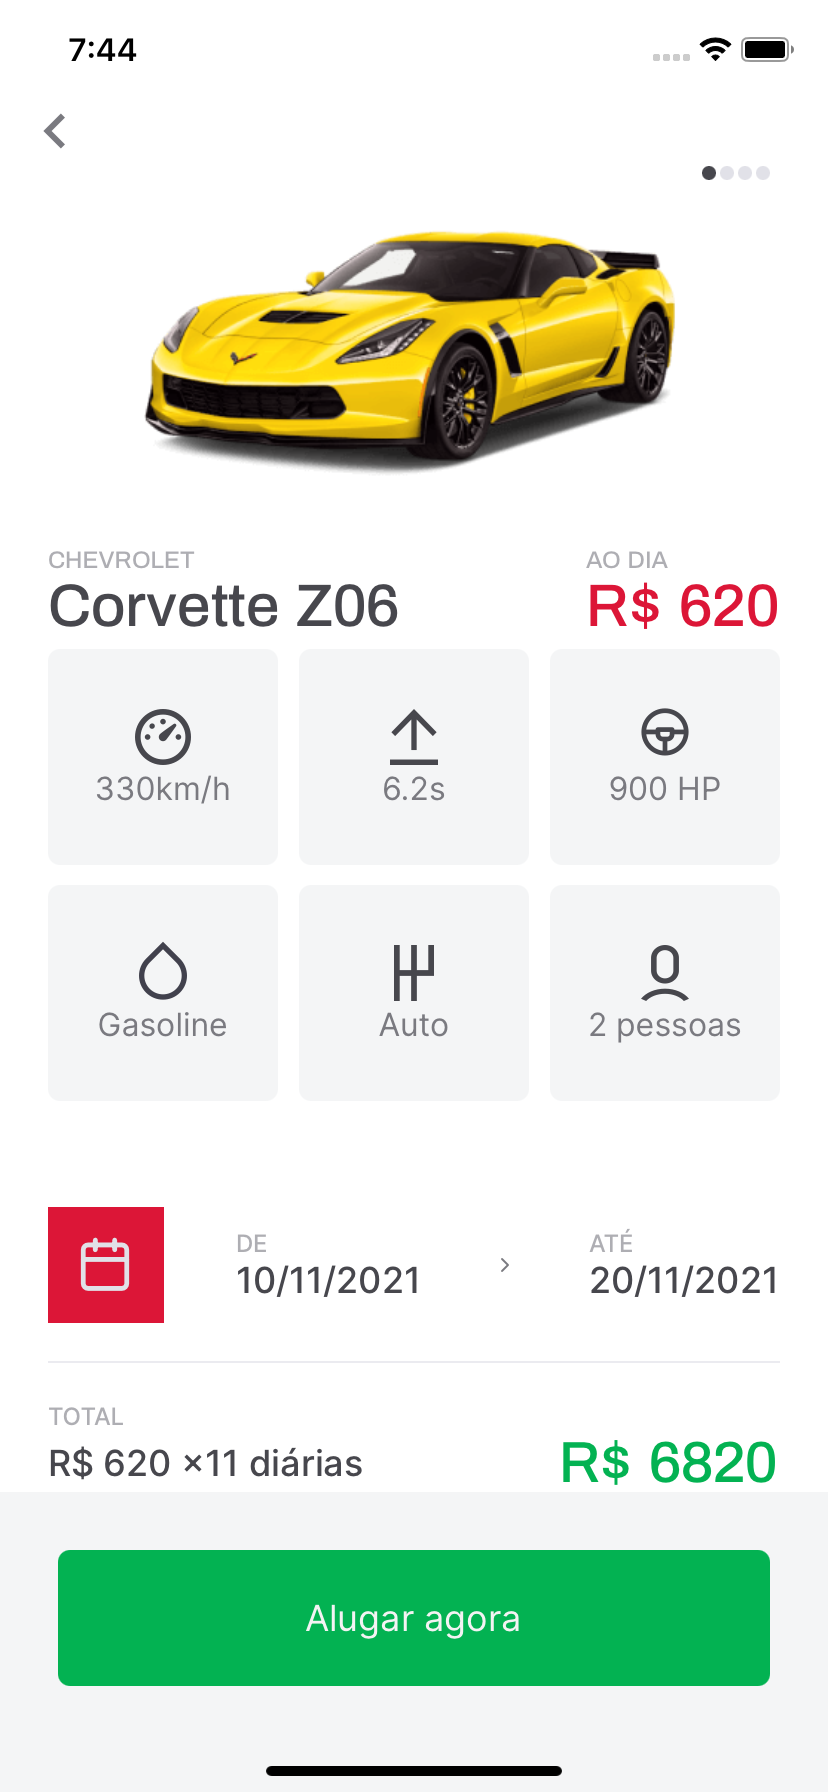 7:44
CHEVROLET
AO DIA
Corvette Z06
R$ 620
330km/h
6.2s
900 HP
Gasoline
Auto
2 pessoas
DE
ATÉ
10/11/2021
20/11/2021
TOTAL
R$ 620 ×11 diárias
R$ 6820
Alugar agora